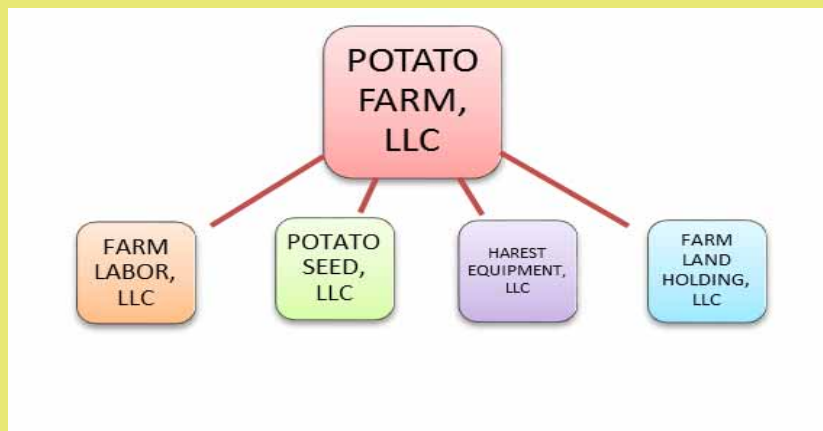 POTATO
FARM,
LLC
FARM
LABOR,
LLC
POTATO
SEED,
LLC
HAREST
EQUIPMENT,
LLC
FARM
LAND
HOLDING,
LLC